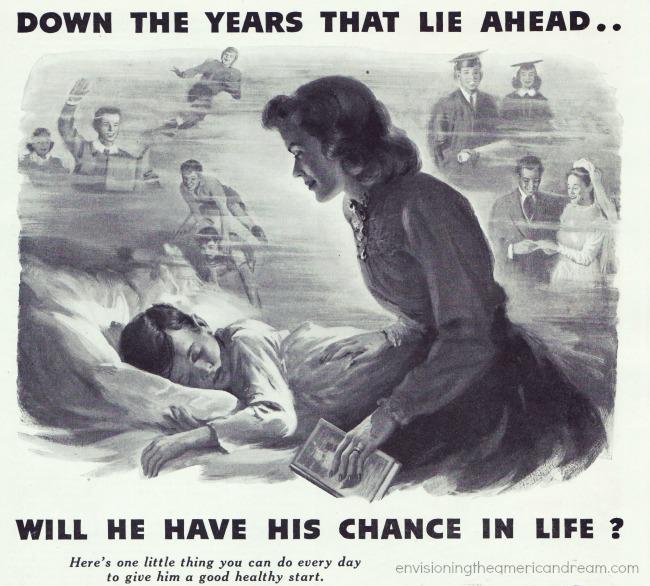 DOWN THE YEARS THAT LIE AHEAD..
WILL HE HAVE HIS CHANCE IN LIFE ?
Here's one little thing you can do every day
to give him a good healthy start.
envisioningtheamericandream.com